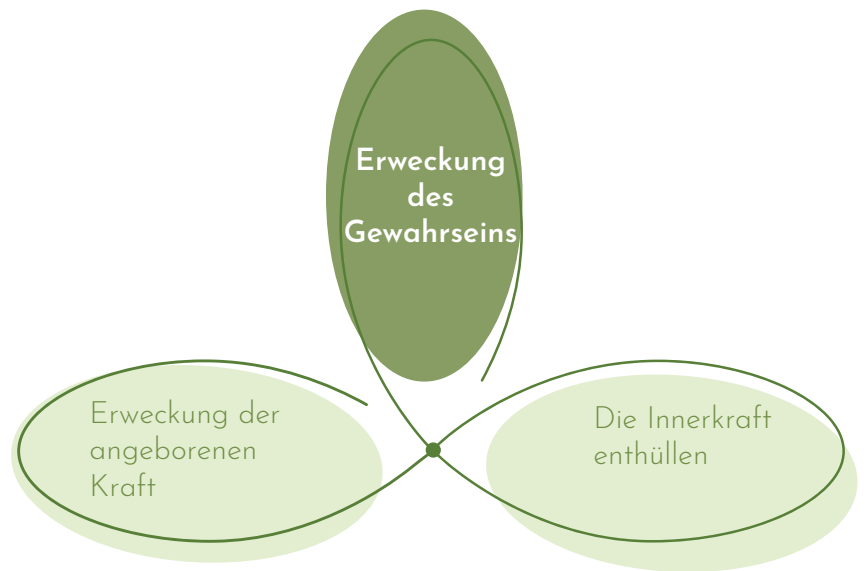 Erweckung
des
Gewahrseins
Erweckung der
angeborenen
Kraft
Die Innerkraft
enthüllen